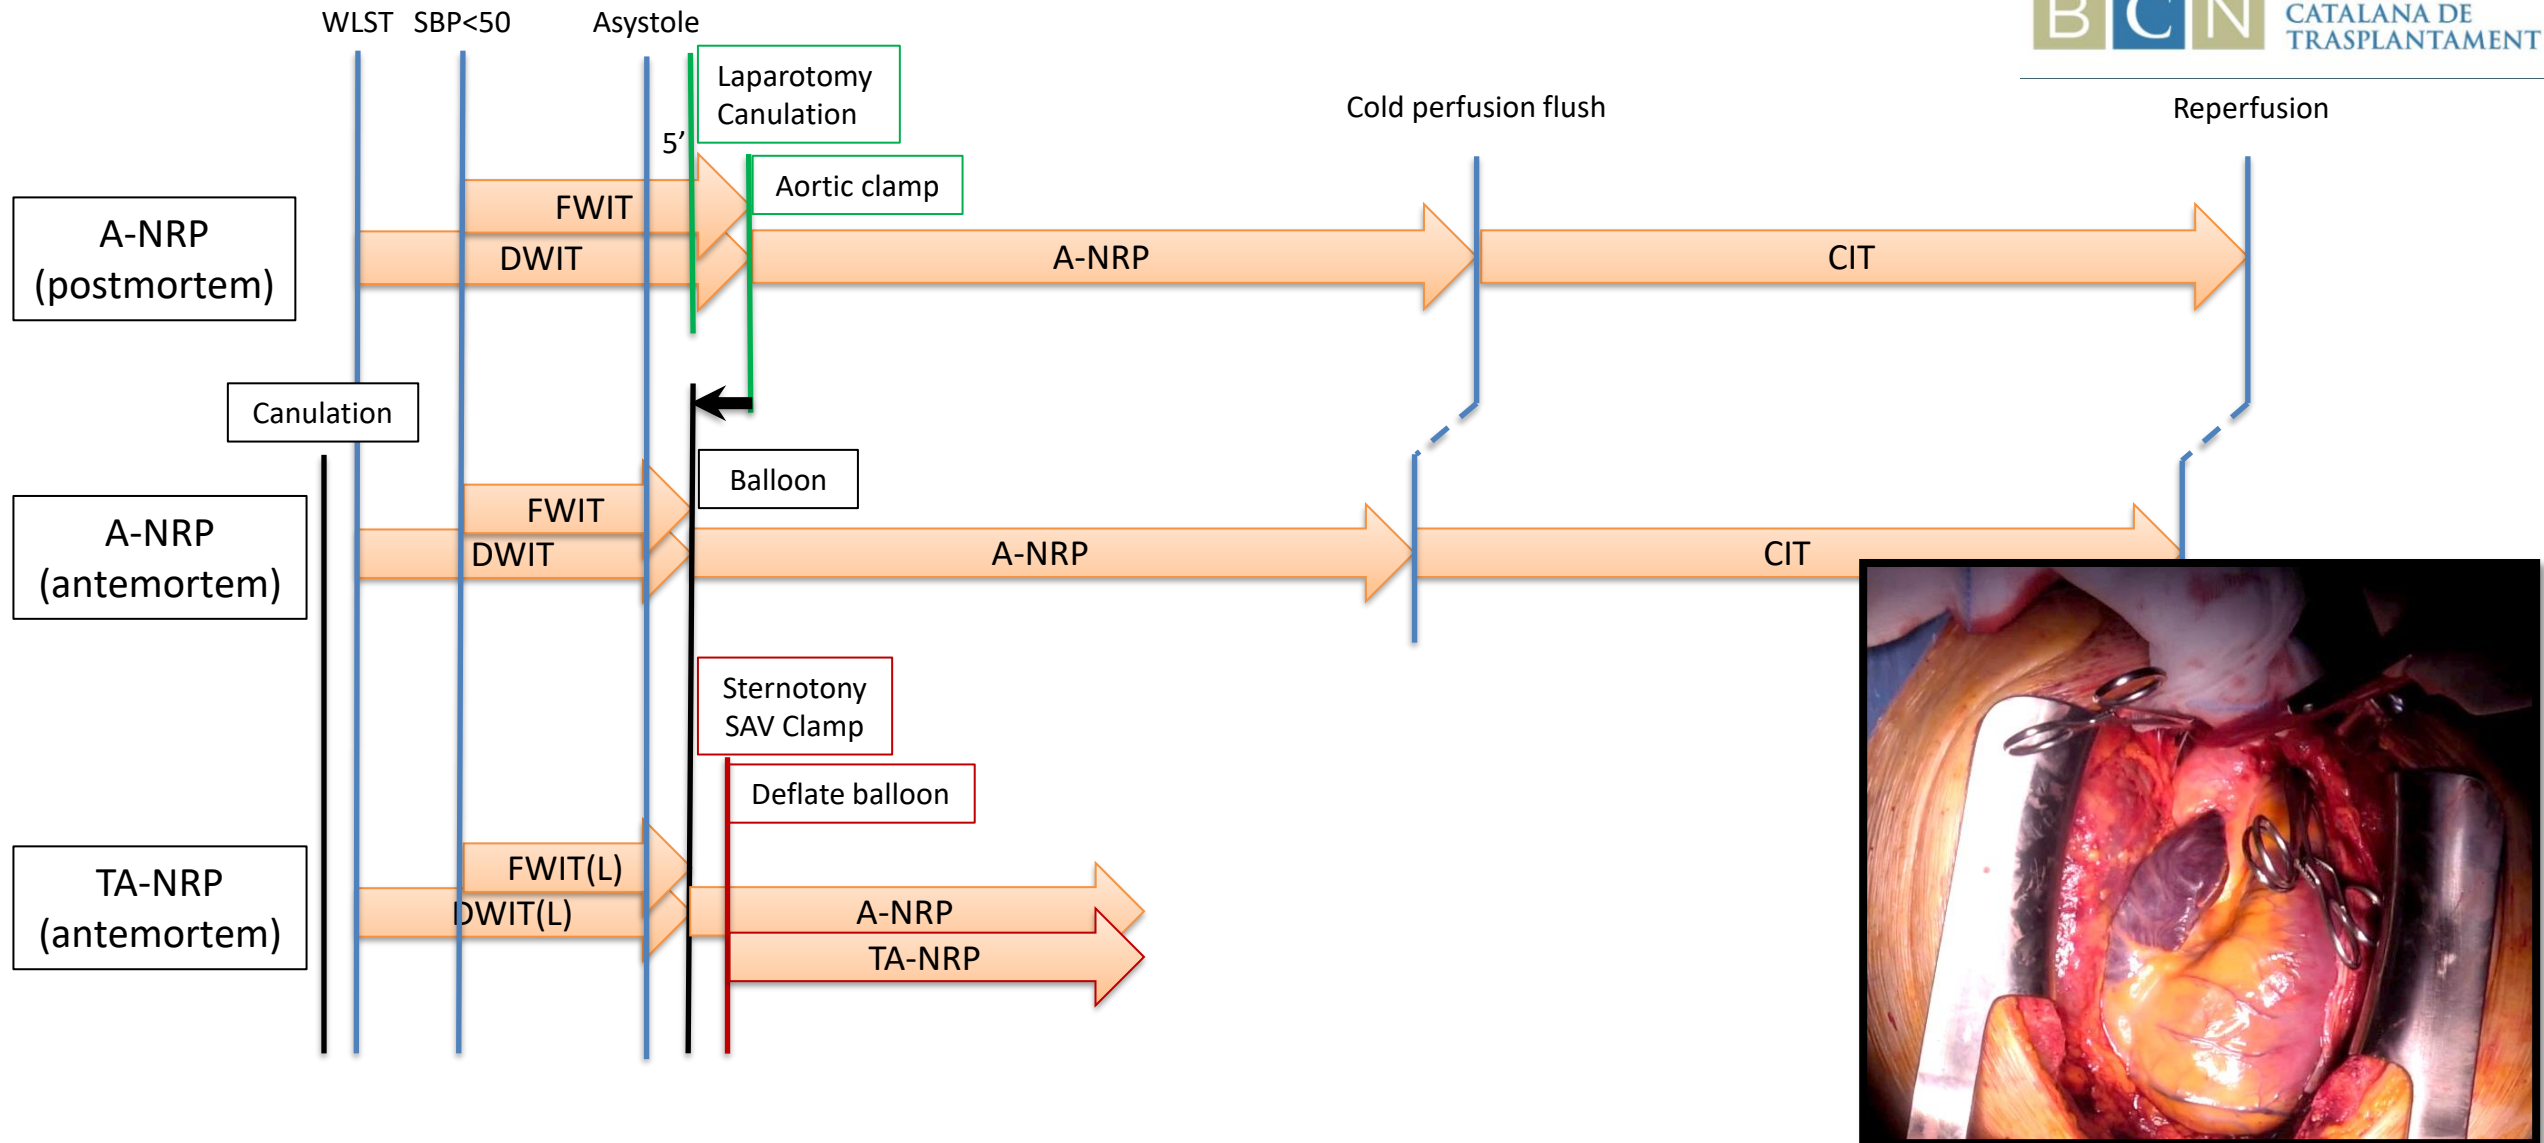 WLST
SBP<50
Asystole
B C N
CATALANA DE
TRASPLANTAMENT
Laparotomy
Canulation
Cold perfusion flush
Reperfusion
5’
Aortic clamp
A-NRP
(postmortem)
FWIT
DWIT
A-NRP
CIT
Canulation
Balloon
A-NRP
(antemortem)
FWIT
DWIT
A-NRP
CIT
Sternotony
SAV Clamp
Deflate balloon
TA-NRP
(antemortem)
FWIT(L)
DWIT(L)
A-NRP
TA-NRP